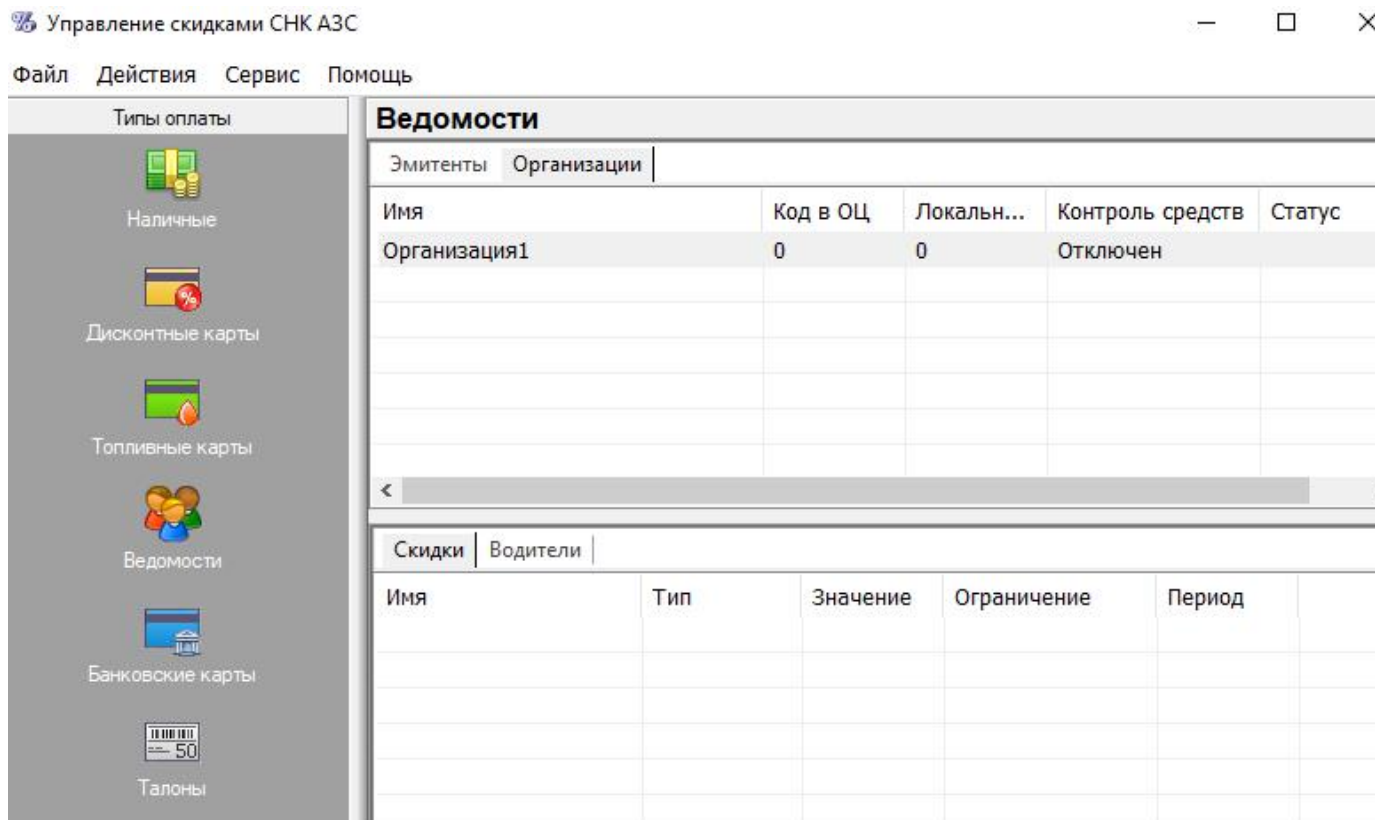 Управление скидками СНК АЗС
Файл Действия Сервис Помощь
Типы оплаты
Наличные
Дисконтные карты
Топливные карты
Ведомости
Банковские карты
50
Талоны
Ведомости
Эмитенты Организации
Имя Код в ОЦ Локальн... Контроль средств Статус
Организация1 0 0 Отключен
Скидки Водители
Имя Тип Значение Ограничение Период